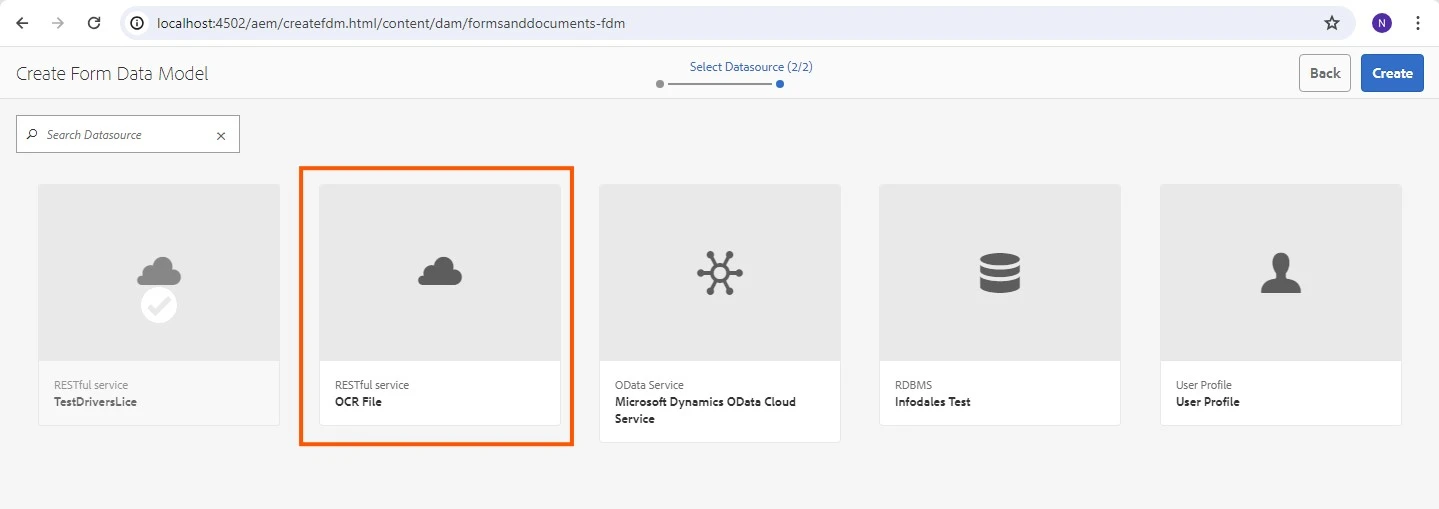 localhost:4502/aem/createfdm.html/content/dam/formsanddocuments-fdm
N
Create Form Data Model
Select Datasource (2/2)
Back
Create
Search Datasource
RESTful service
TestDriversLice
RESTful service
OCR File
OData Service
Microsoft Dynamics OData Cloud
Service
RDBMS
Infodales Test
User Profile
User Profile